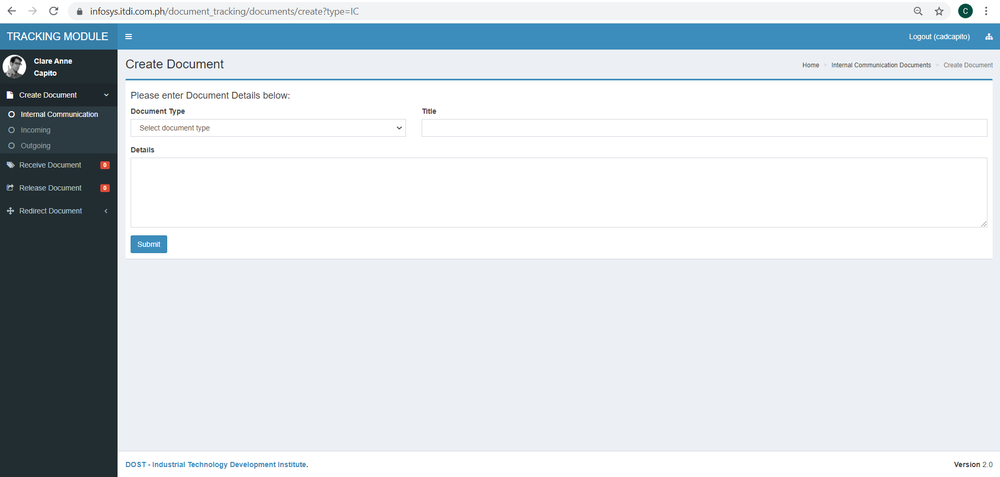 infosys.itdi.com.ph/document_tracking/documents/create?type=IC
C
TRACKING MODULE
Logout (cadcapito)
Clare Anne
Capito
Create Document
Internal Communication
Incoming
Outgoing
Receive Document 0
Release Document 0
Redirect Document
Create Document
Home > Internal Communication Documents > Create Document
Please enter Document Details below:
Document Type
Select document type
Title
Details
Submit
DOST - Industrial Technology Development Institute.
Version 2.0